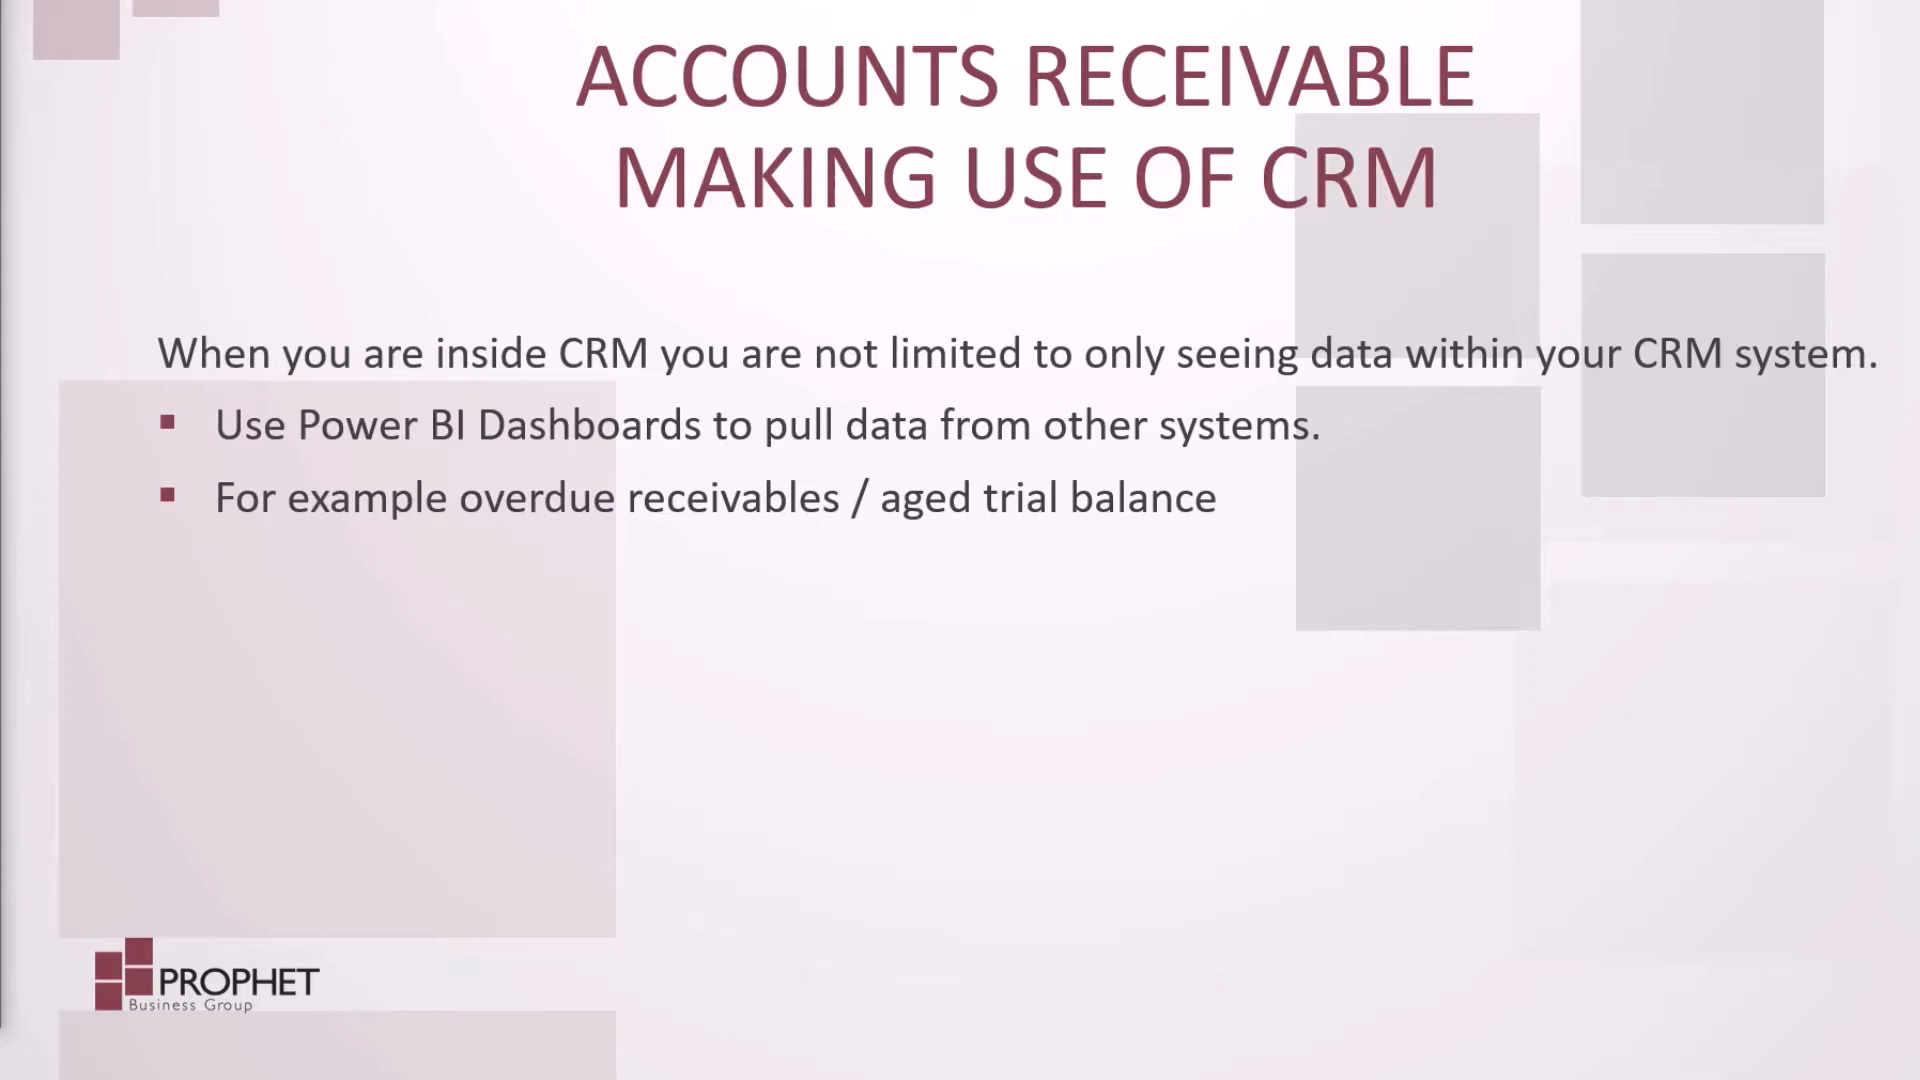 ACCOUNTS RECEIVABLE
MAKING USE OF CRM
When you are inside CRM you are not limited to only seeing data within your CRM system.
Use Power BI Dashboards to pull data from other systems.
For example overdue receivables / aged trial balance
PROPHET
Business Group